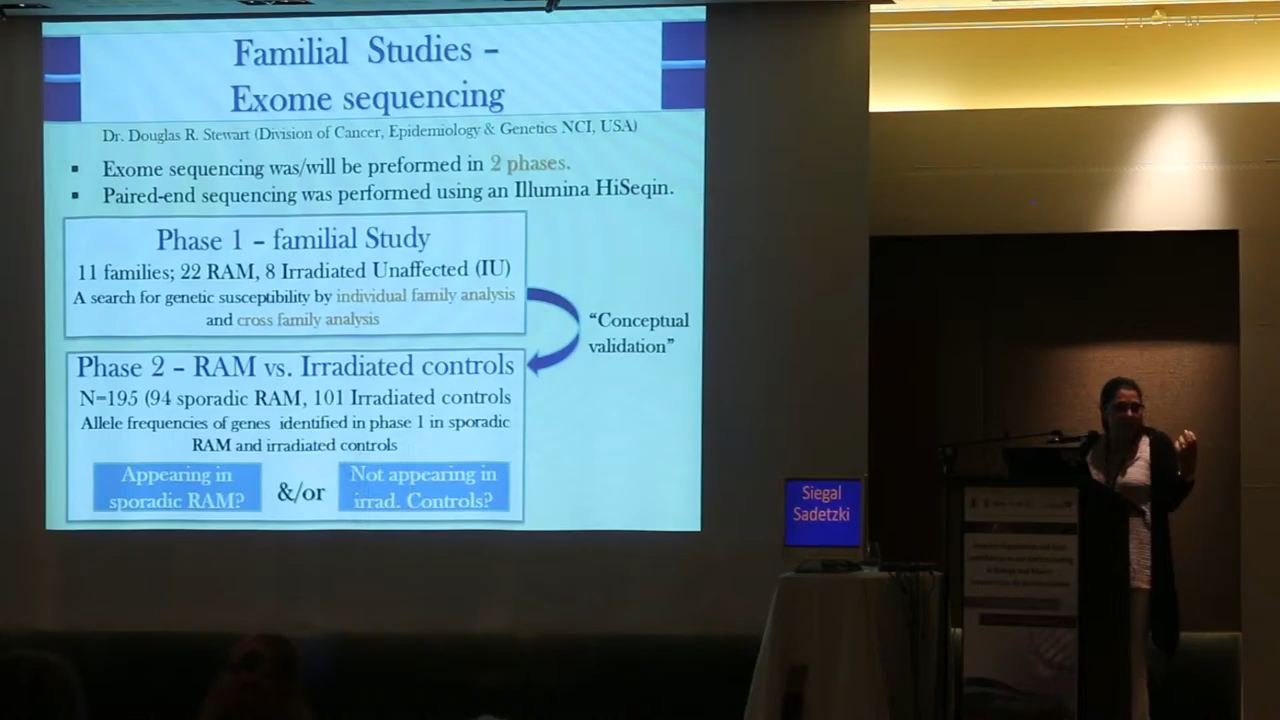 Familial Studies –
Exome sequencing
Dr. Douglas R. Stewart (Division of Cancer, Epidemiology & Genetics NCI, USA)
▪ Exome sequencing was/will be preformed in 2 phases.
▪ Paired-end sequencing was performed using an Illumina HiSeqin.
Phase 1 – familial Study
11 families; 22 RAM, 8 Irradiated Unaffected (IU)
A search for genetic susceptibility by individual family analysis
and cross family analysis
"Conceptual
validation"
Phase 2 – RAM vs. Irradiated controls
N=195 (94 sporadic RAM, 101 Irradiated controls
Allele frequencies of genes identified in phase 1 in sporadic
RAM and irradiated controls
Appearing in
sporadic RAM?
&/or
Not appearing in
irrad. Controls?
Siegal
Sadetzki